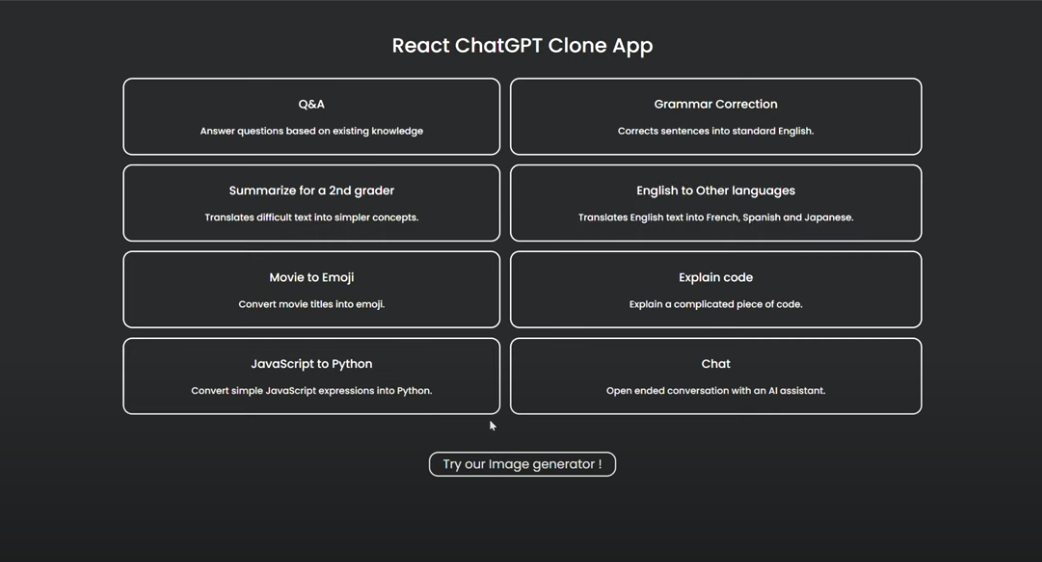 React ChatGPT Clone App
Q&A
Answer questions based on existing knowledge
Grammar Correction
Corrects sentences into standard English.
Summarize for a 2nd grader
Translates difficult text into simpler concepts.
English to Other languages
Translates English text into French, Spanish and Japanese.
Movie to Emoji
Convert movie titles into emoji.
Explain code
Explain a complicated piece of code.
JavaScript to Python
Convert simple JavaScript expressions into Python.
Chat
Open ended conversation with an AI assistant.
Try our Image generator !